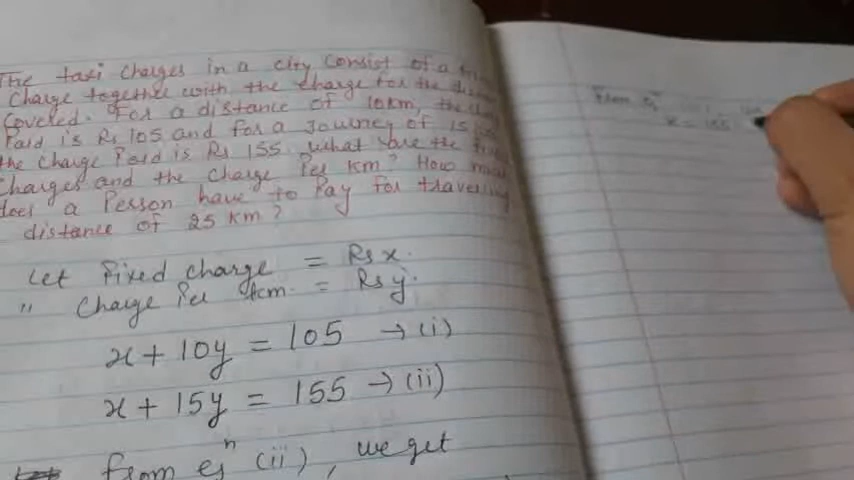 The taxi charges in a city consist of a
Charge together with the charge for the
Covered. For a distance of 10km, the
Paid is Rs 105 and for a Journey of 15
the charge Paid is Rs 155. What are the
Charges and the charge Per km? How
does a Person have to Pay for travelling
distance of 25 km?
Let Fixed charge = Rs x.
" Charge Per km = Rs y.
x + 10y = 105 → (i)
x + 15y = 155 → (ii)
from eqⁿ (ii), we get
From
x = 155